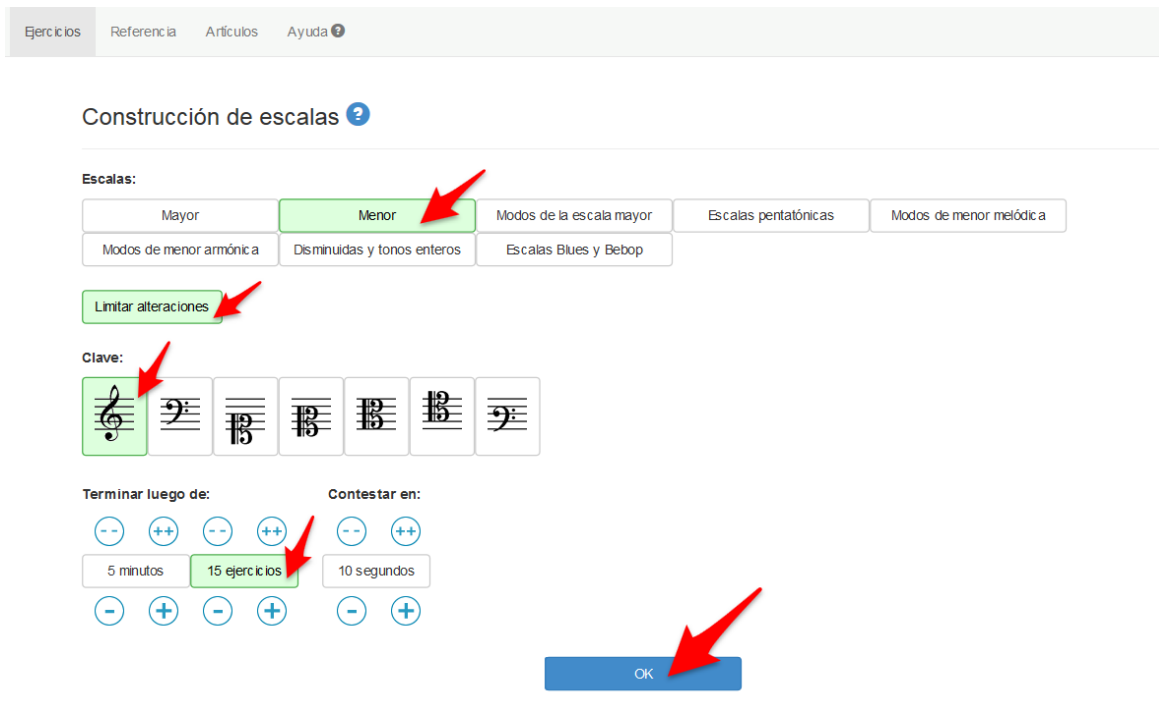 Ejercicios Referencia Artículos Ayuda ?
Construcción de escalas ?
Escalas:
Mayor Menor Modos de la escala mayor Escalas pentatónicas Modos de menor melódica
Modos de menor armónica Disminuidas y tonos enteros Escalas Blues y Bebop
Limitar alteraciones
Clave:
Terminar luego de: Contestar en:
-- ++ -- ++ -- ++
5 minutos 15 ejercicios 10 segundos
- + - + - +
OK